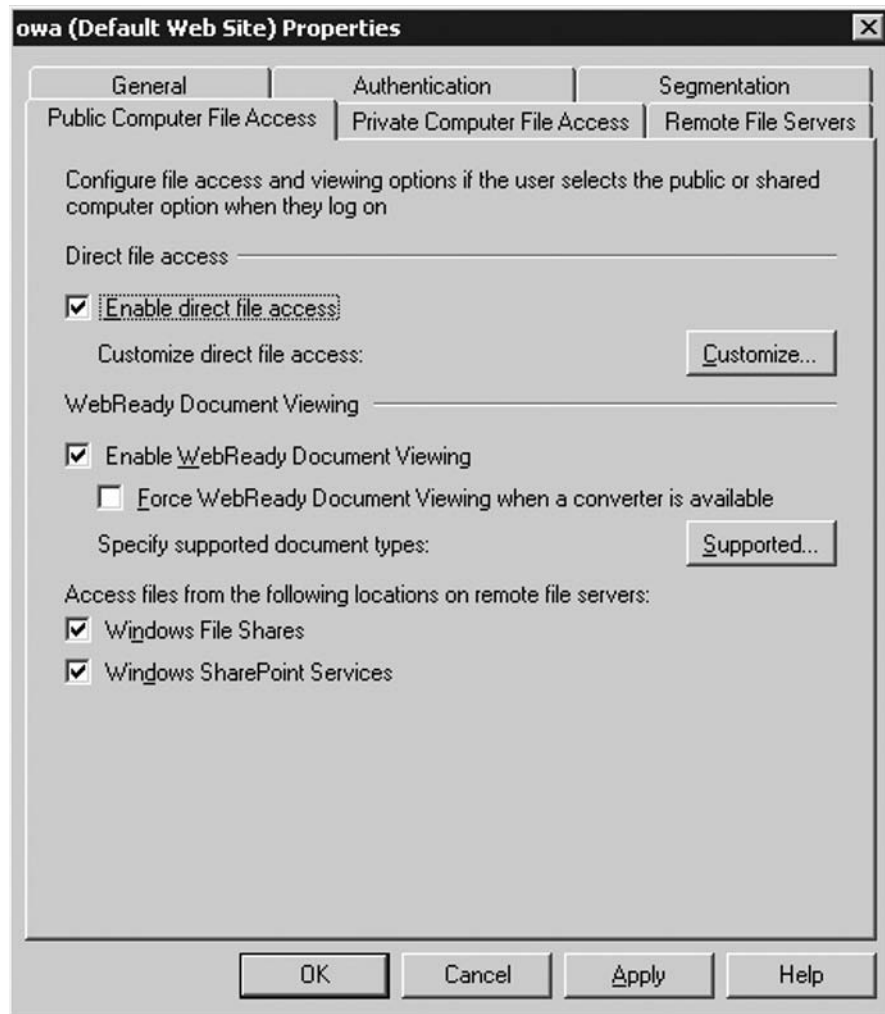 owa (Default Web Site) Properties
General
Authentication
Segmentation
Public Computer File Access
Private Computer File Access
Remote File Servers
Configure file access and viewing options if the user selects the public or shared
computer option when they log on
Direct file access
Enable direct file access
Customize direct file access:
Customize...
WebReady Document Viewing
Enable WebReady Document Viewing
Force WebReady Document Viewing when a converter is available
Specify supported document types:
Supported...
Access files from the following locations on remote file servers:
Windows File Shares
Windows SharePoint Services
OK
Cancel
Apply
Help